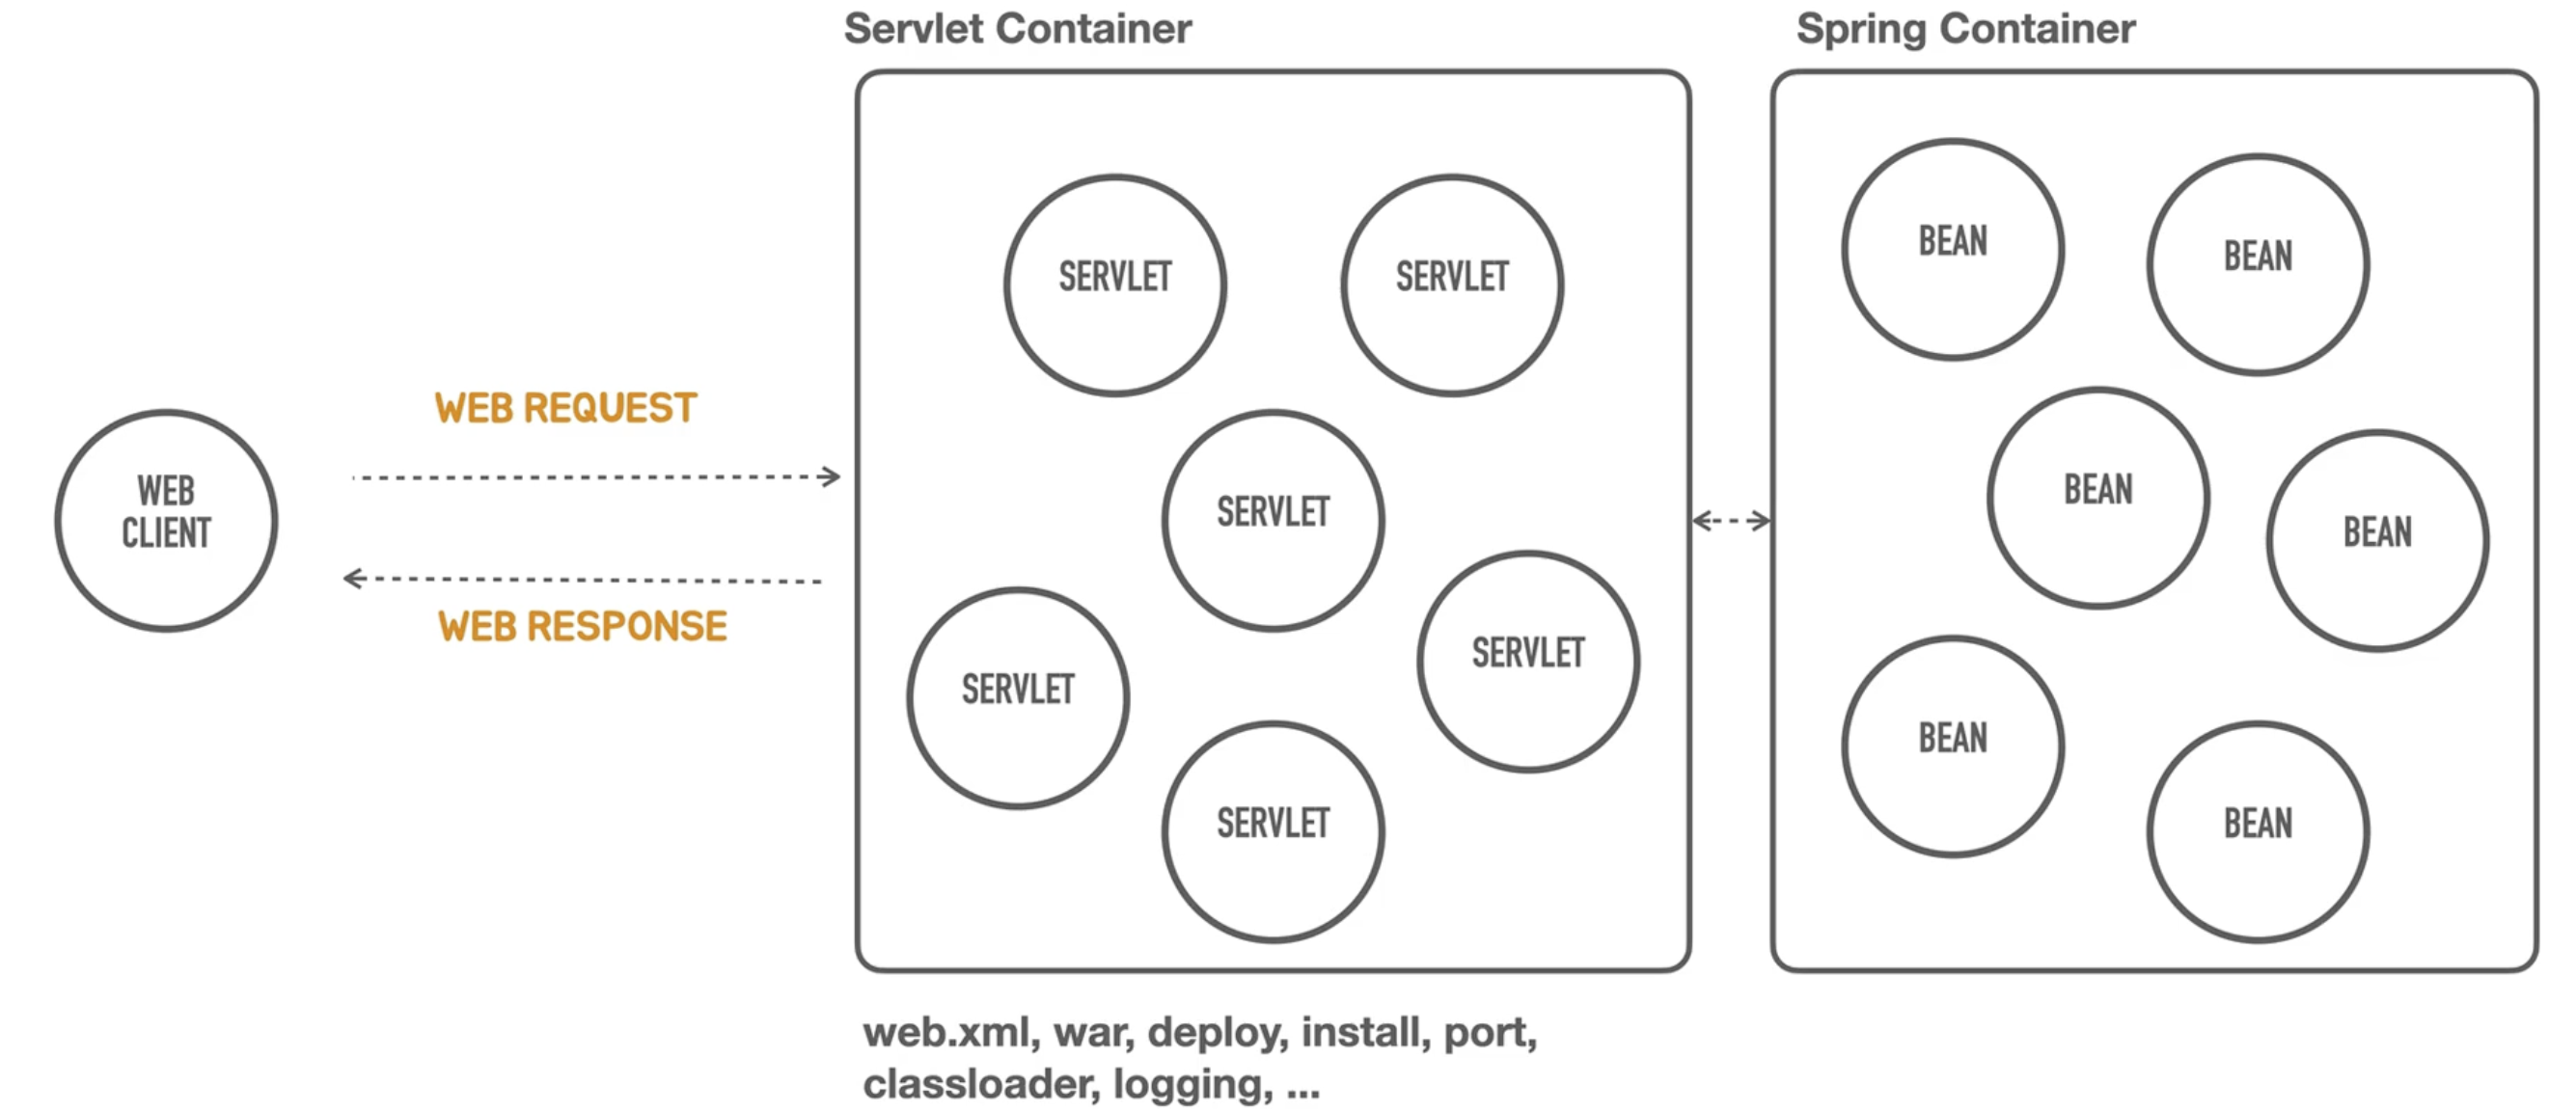 Servlet Container
Spring Container
WEB
CLIENT
WEB REQUEST
WEB RESPONSE
SERVLET
SERVLET
SERVLET
SERVLET
SERVLET
SERVLET
BEAN
BEAN
BEAN
BEAN
BEAN
BEAN
web.xml, war, deploy, install, port,
classloader, logging, ...